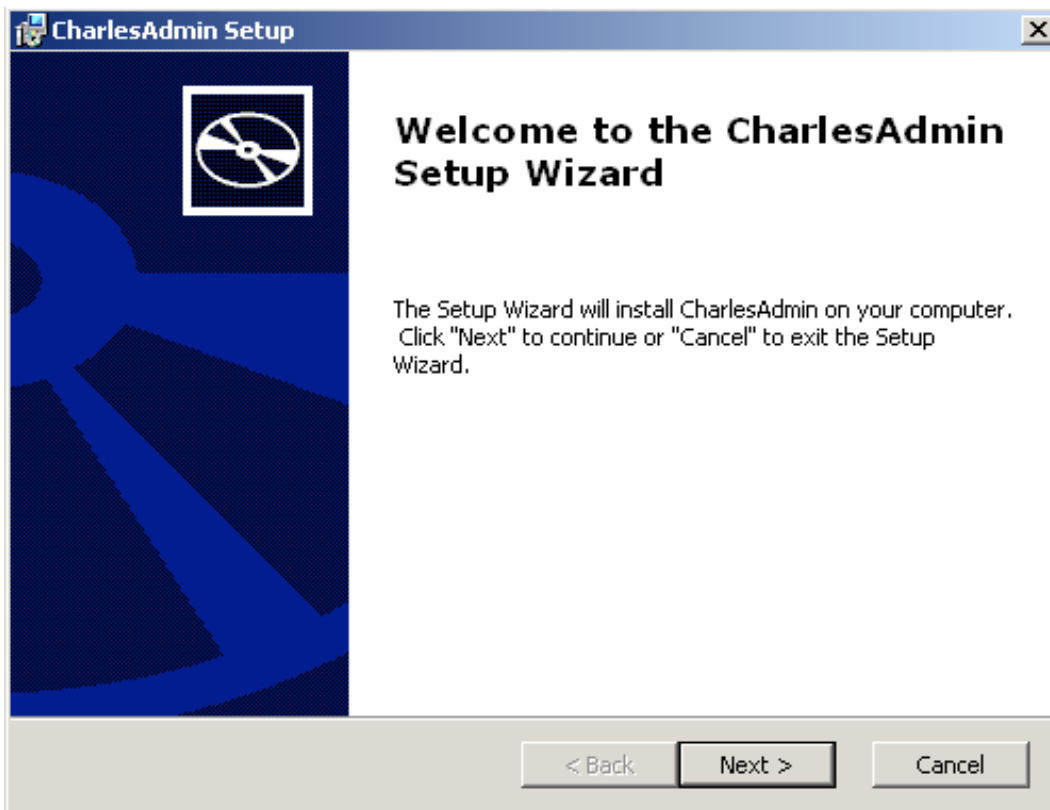 CharlesAdmin Setup
Welcome to the CharlesAdmin
Setup Wizard
The Setup Wizard will install CharlesAdmin on your computer.
Click "Next" to continue or "Cancel" to exit the Setup
Wizard.
< Back
Next >
Cancel